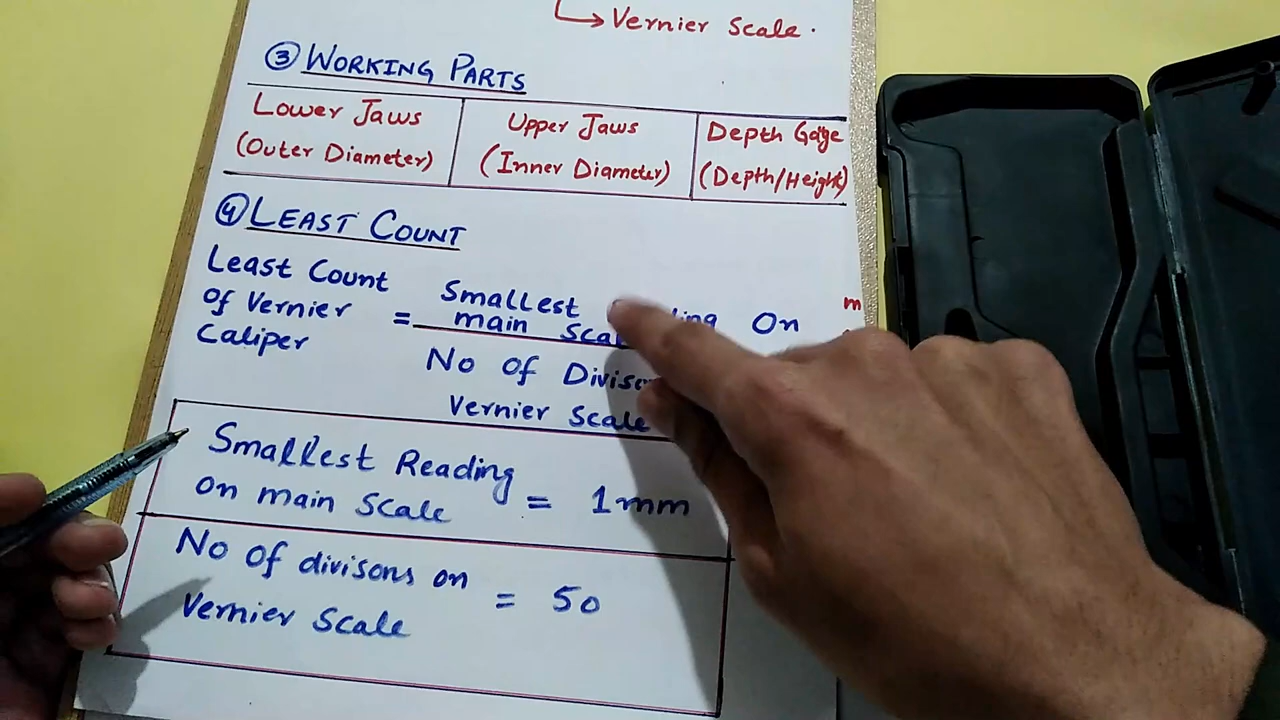 Vernier Scale.
③ WORKING PARTS
Lower Jaws
(Outer Diameter)
Upper Jaws
(Inner Diameter)
Depth Gage
(Depth/Height)
④ LEAST COUNT
Least Count
of Vernier
Caliper
=
Smallest On
main
No of
Vernier Scale
m
Smallest Reading
on main Scale
= 1mm
No of divisons on
Vernier Scale
= 50